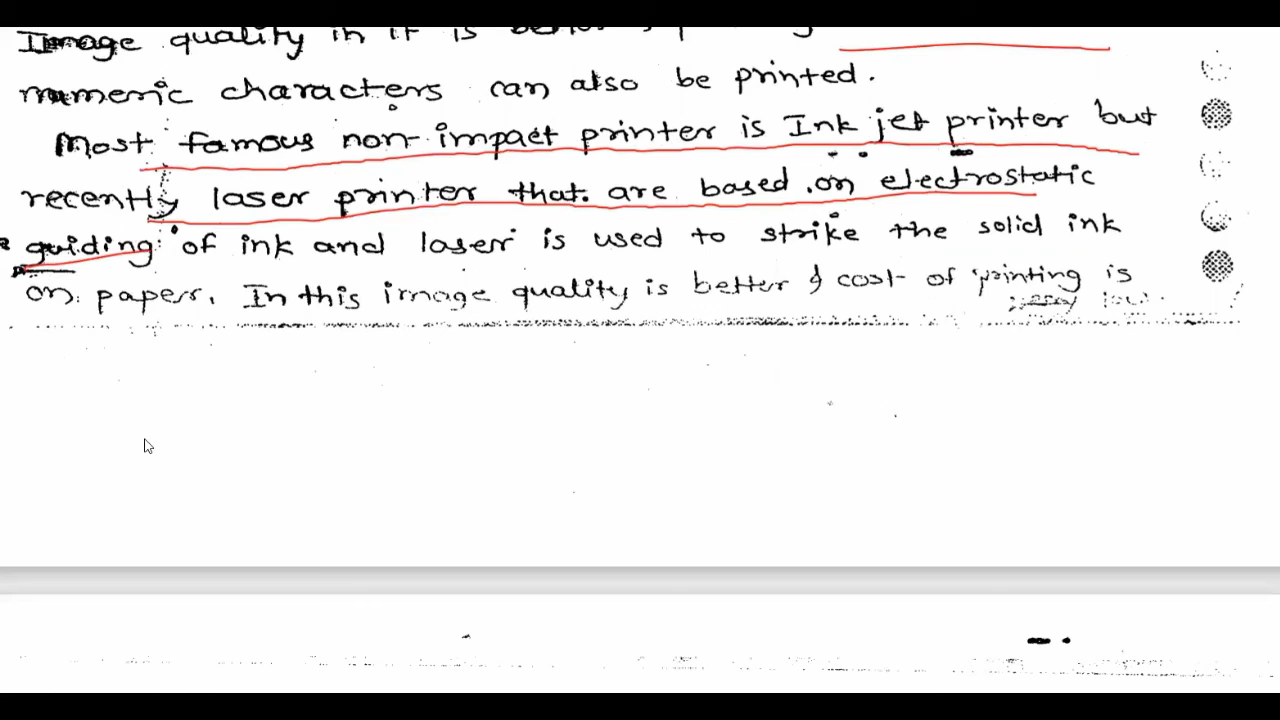 Image quality in it is
numeric characters can also be printed.
Most famous non-impact printer is Ink jet printer but
recently laser printer that are based on electrostatic
guiding of ink and laser is used to strike the solid ink
on paper. In this image quality is better & cost of printing is
very low.